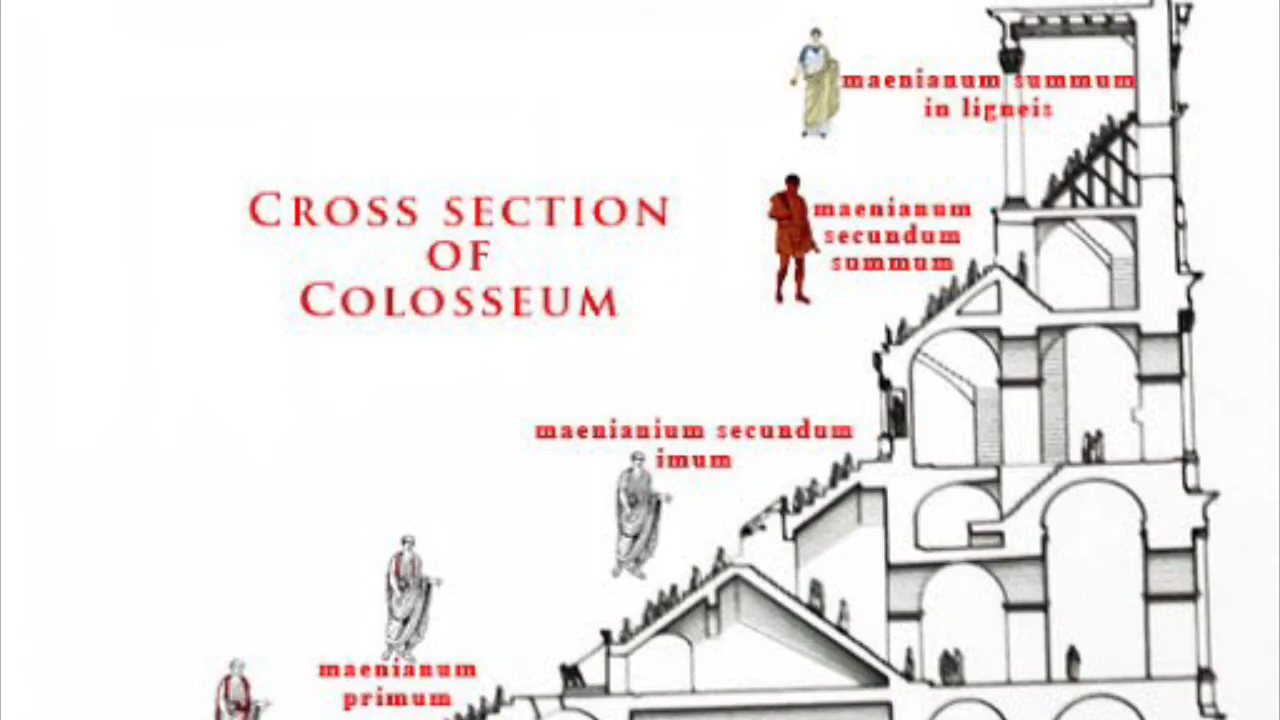 maenianum summum
in ligneis
CROSS SECTION
OF
COLOSSEUM
maenianum
secundum
summum
maenianium secundum
imum
maenianum
primum